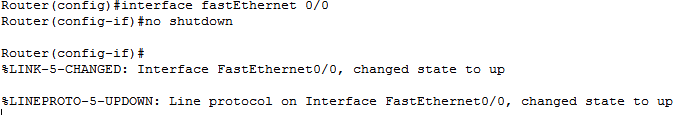 Router(config)#interface fastEthernet 0/0
Router(config-if)#no shutdown
Router(config-if)#
%LINK-5-CHANGED: Interface FastEthernet0/0, changed state to up
%LINEPROTO-5-UPDOWN: Line protocol on Interface FastEthernet0/0, changed state to up